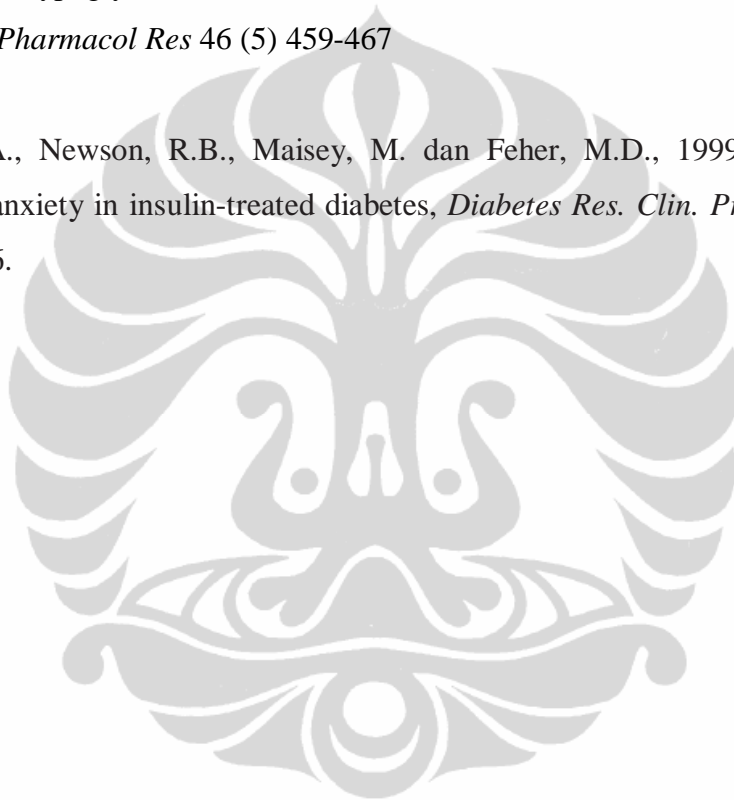 Pharmacol Res 46 (5) 459-467
A., Newson, R.B., Maisey, M. dan Feher, M.D., 1999
anxiety in insulin-treated diabetes, Diabetes Res. Clin. Pr
6.